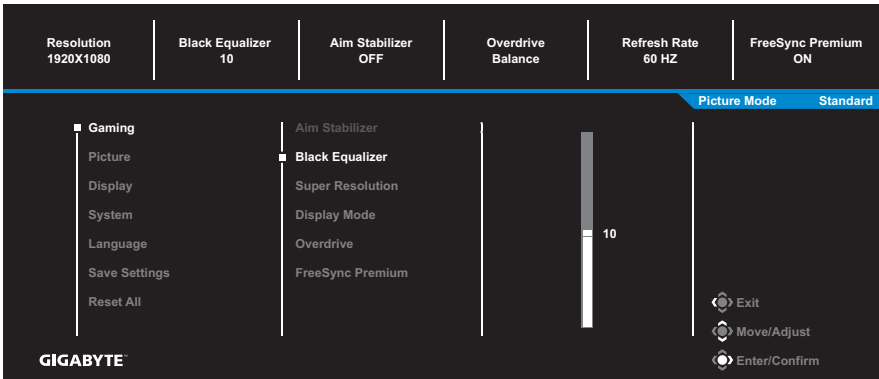 Resolution
1920X1080
Black Equalizer
10
Aim Stabilizer
OFF
Overdrive
Balance
Refresh Rate
60 HZ
FreeSync Premium
ON
Picture Mode Standard
Gaming
Picture
Display
System
Language
Save Settings
Reset All
Aim Stabilizer
Black Equalizer
Super Resolution
Display Mode
Overdrive
FreeSync Premium
10
Exit
Move/Adjust
Enter/Confirm
GIGABYTE™